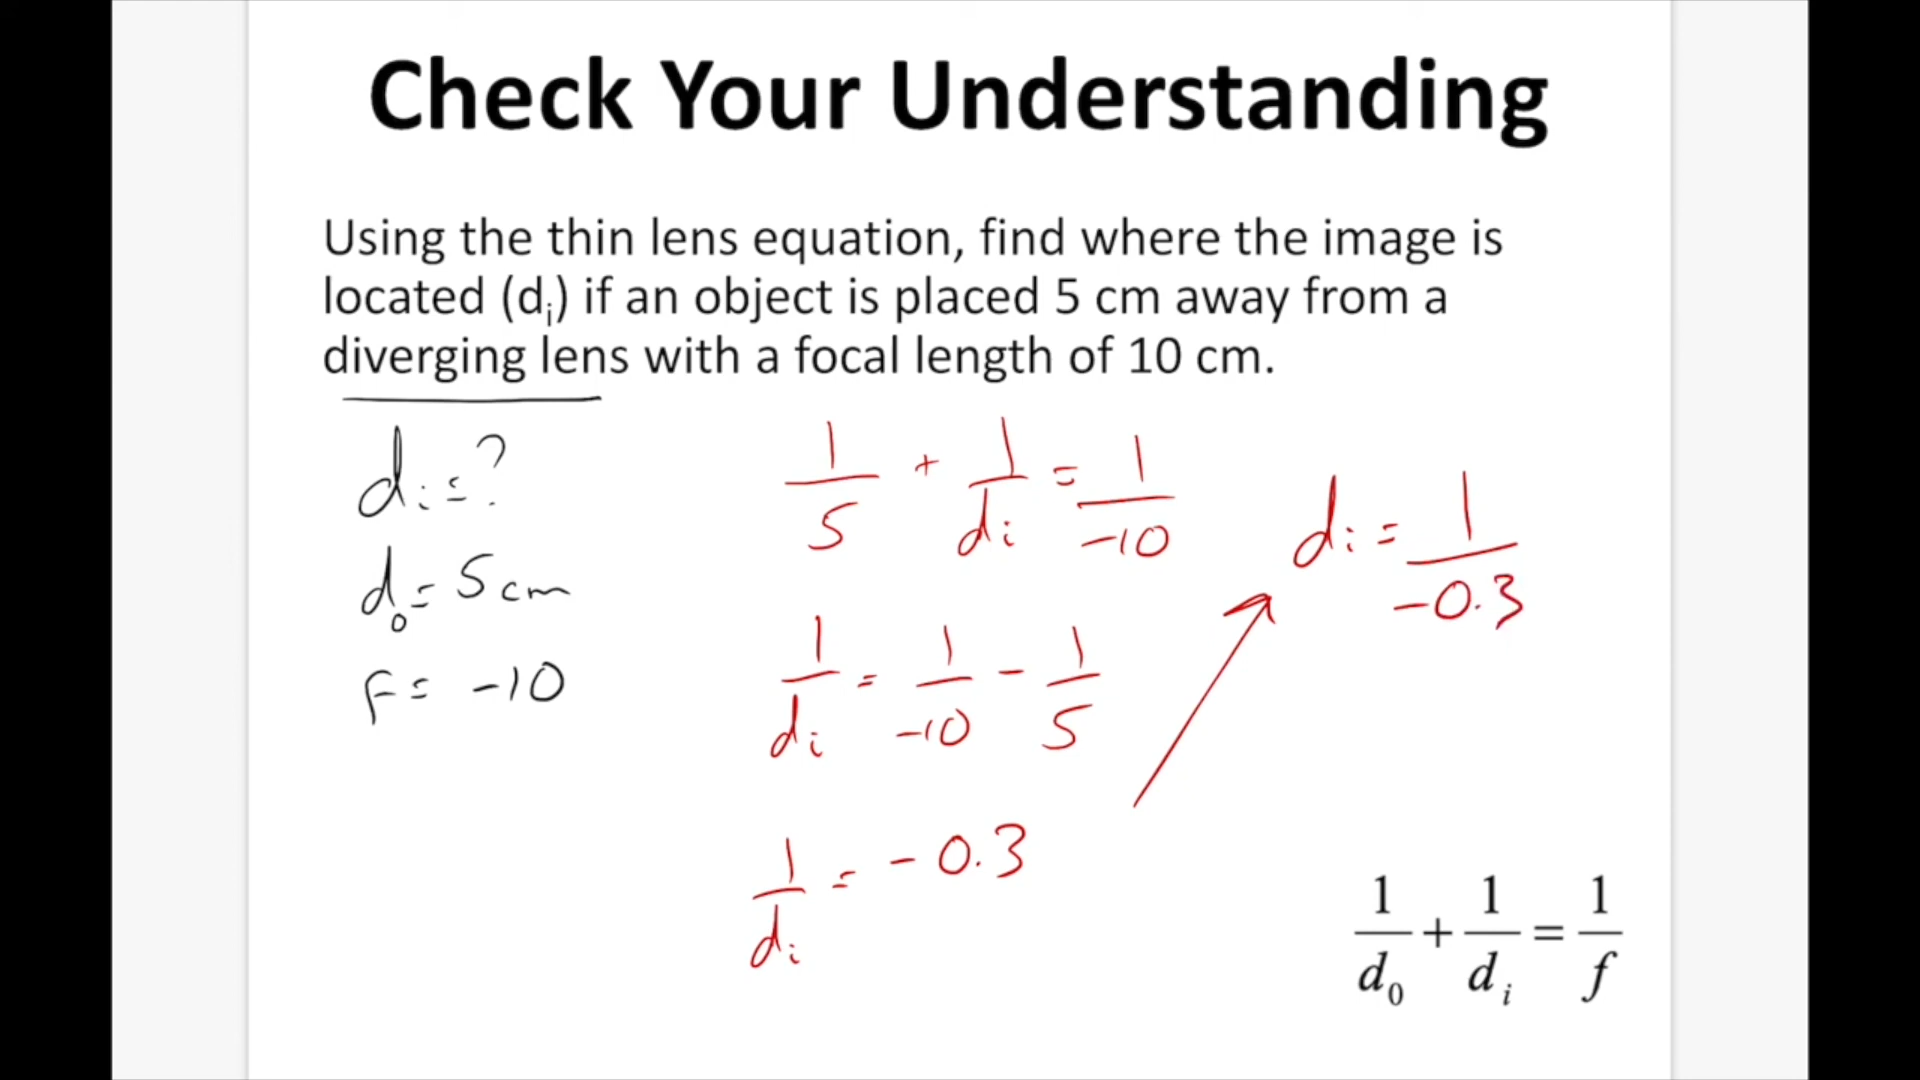 Check Your Understanding
Using the thin lens equation, find where the image is
located (dᵢ) if an object is placed 5 cm away from a
diverging lens with a focal length of 10 cm.
dᵢ = ?
d₀ = 5 cm
F = -10
1/5 + 1/dᵢ = 1/-10
1/dᵢ = 1/-10 - 1/5
1/dᵢ = -0.3
dᵢ = 1/-0.3
1/d₀ + 1/dᵢ = 1/f